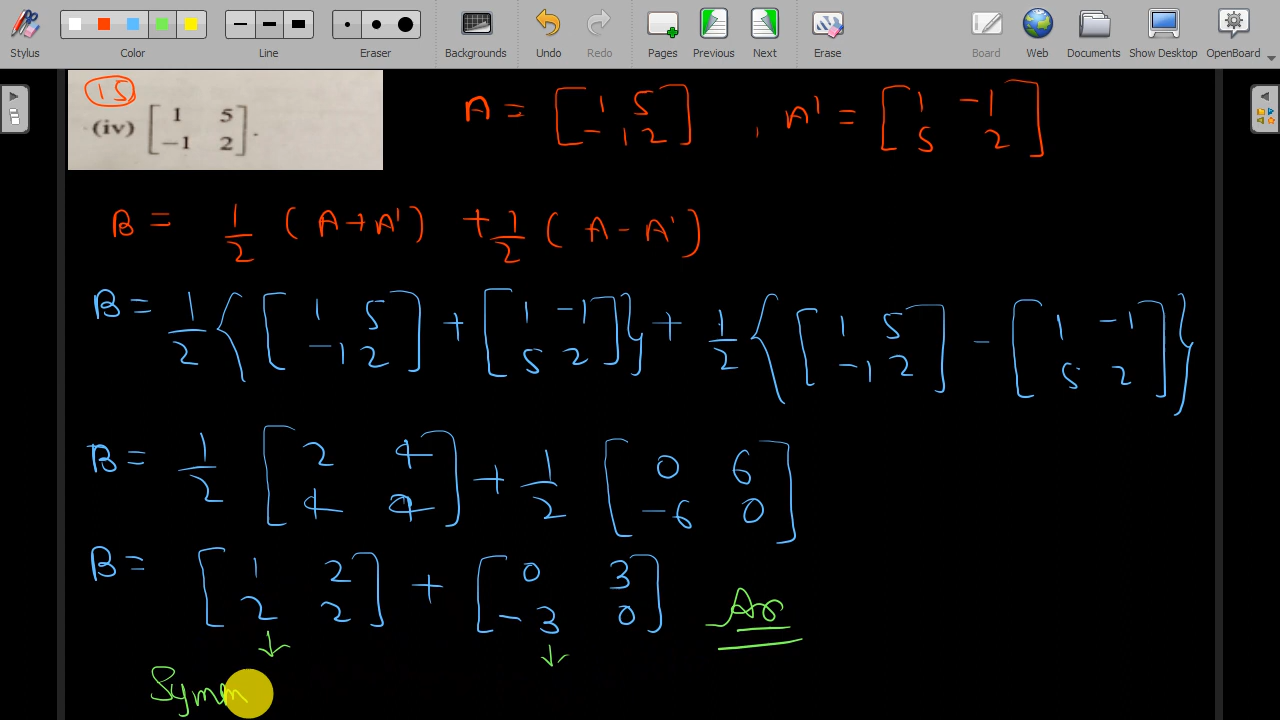 Stylus Color Line Eraser Backgrounds Undo Redo Pages Previous Next Erase Board Web Documents Show Desktop OpenBoard
15
(iv) [1 5 A = [1 5 , A' = [1 -1
-1 2]. -1 2] 5 2]
B = 1/2 (A+A') + 1/2 (A-A')
B = 1/2 {[1 5 + [1 -1 + 1/2 {[1 5 - [1 -1
-1 2] 5 2]} -1 2] 5 2]}
B = 1/2 [2 4 + 1/2 [0 6
4 4] -6 0]
B = [1 2 + [0 3
2 2] -3 0]
↓ ↓
Symm